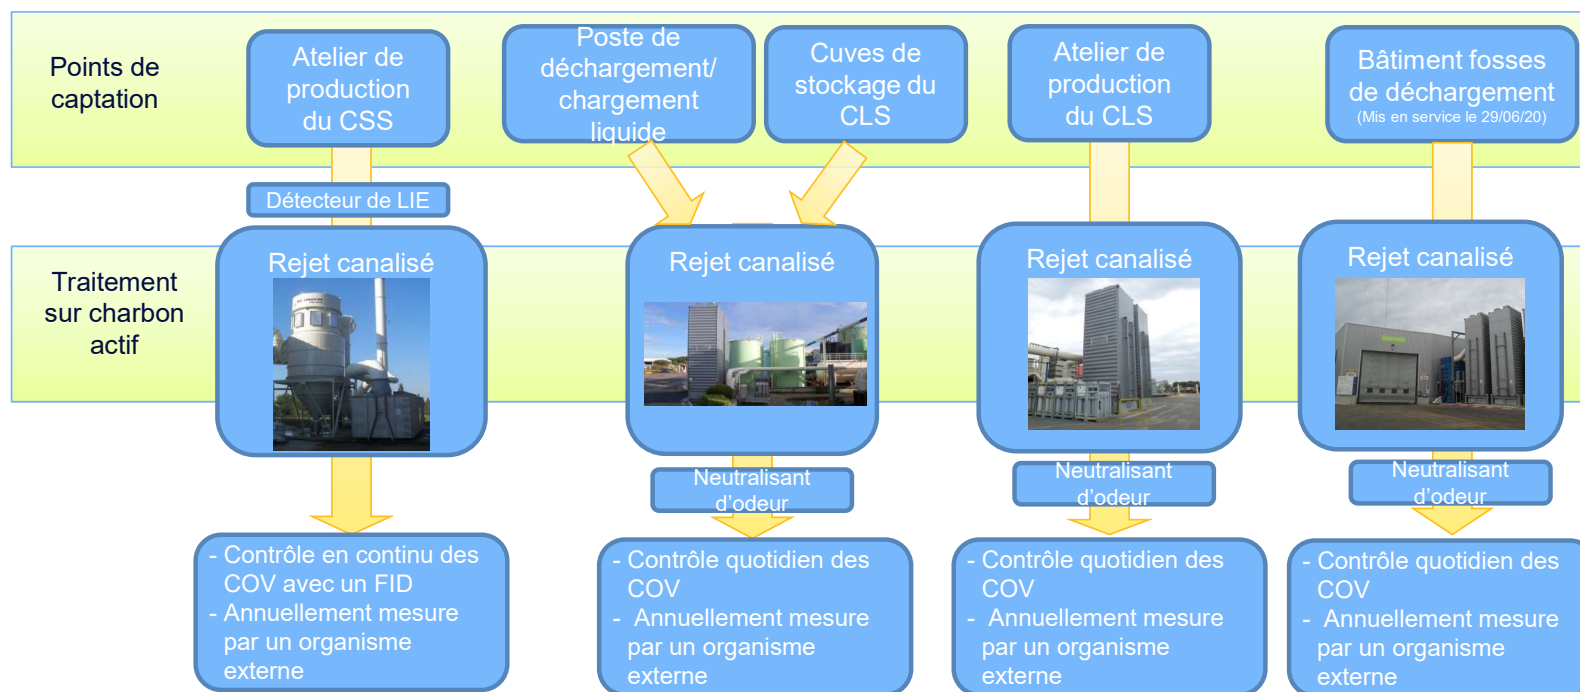 Points de
captation
Atelier de
production
du CSS
Poste de
déchargement/
chargement
liquide
Cuves de
stockage du
CLS
Atelier de
production
du CLS
Bâtiment fosses
de déchargement
(Mis en service le 29/06/20)
Détecteur de LIE
Traitement
sur charbon
actif
Rejet canalisé
Rejet canalisé
Rejet canalisé
Rejet canalisé
Neutralisant
d'odeur
Neutralisant
d'odeur
Neutralisant
d'odeur
- Contrôle en continu des
COV avec un FID
- Annuellement mesure
par un organisme
externe
- Contrôle quotidien des
COV
- Annuellement mesure
par un organisme
externe
- Contrôle quotidien des
COV
- Annuellement mesure
par un organisme
externe
- Contrôle quotidien des
COV
- Annuellement mesure
par un organisme
externe